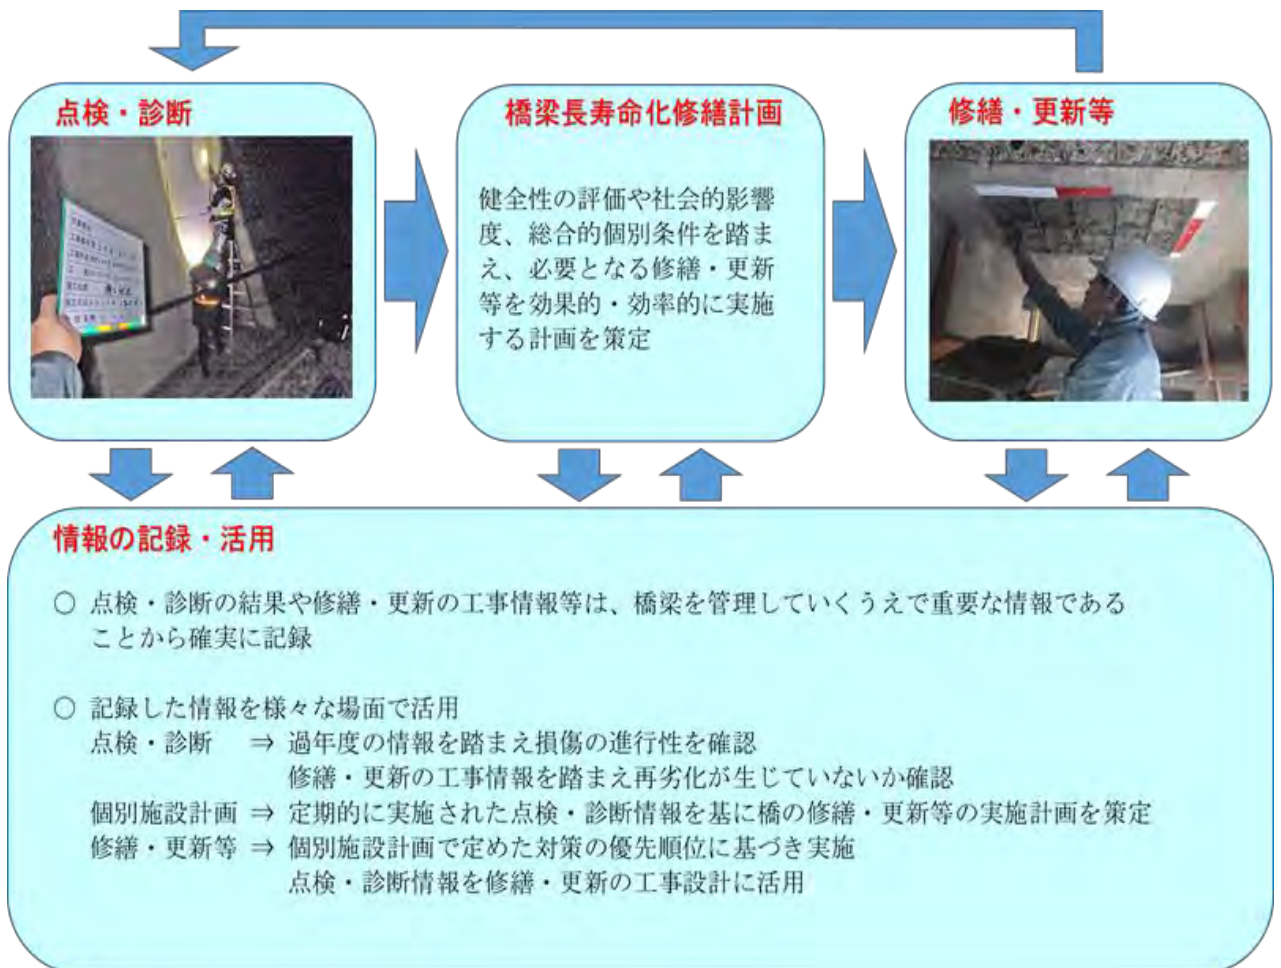 点検・診断
橋梁長寿命化修繕計画
健全性の評価や社会的影響
度、総合的個別条件を踏ま
え、必要となる修繕・更新
等を効果的・効率的に実施
する計画を策定
修繕・更新等
情報の記録・活用
○ 点検・診断の結果や修繕・更新の工事情報等は、橋梁を管理していくうえで重要な情報である
ことから確実に記録
○ 記録した情報を様々な場面で活用
点検・診断 ⇒ 過年度の情報を踏まえ損傷の進行性を確認
修繕・更新の工事情報を踏まえ再劣化が生じていないか確認
個別施設計画 ⇒ 定期的に実施された点検・診断情報を基に橋の修繕・更新等の実施計画を策定
修繕・更新等 ⇒ 個別施設計画で定めた対策の優先順位に基づき実施
点検・診断情報を修繕・更新の工事設計に活用